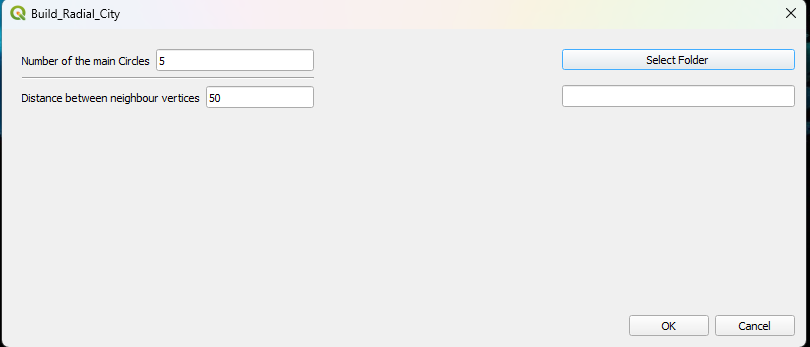 Build_Radial_City
Number of the main Circles 5
Select Folder
Distance between neighbour vertices 50
OK
Cancel